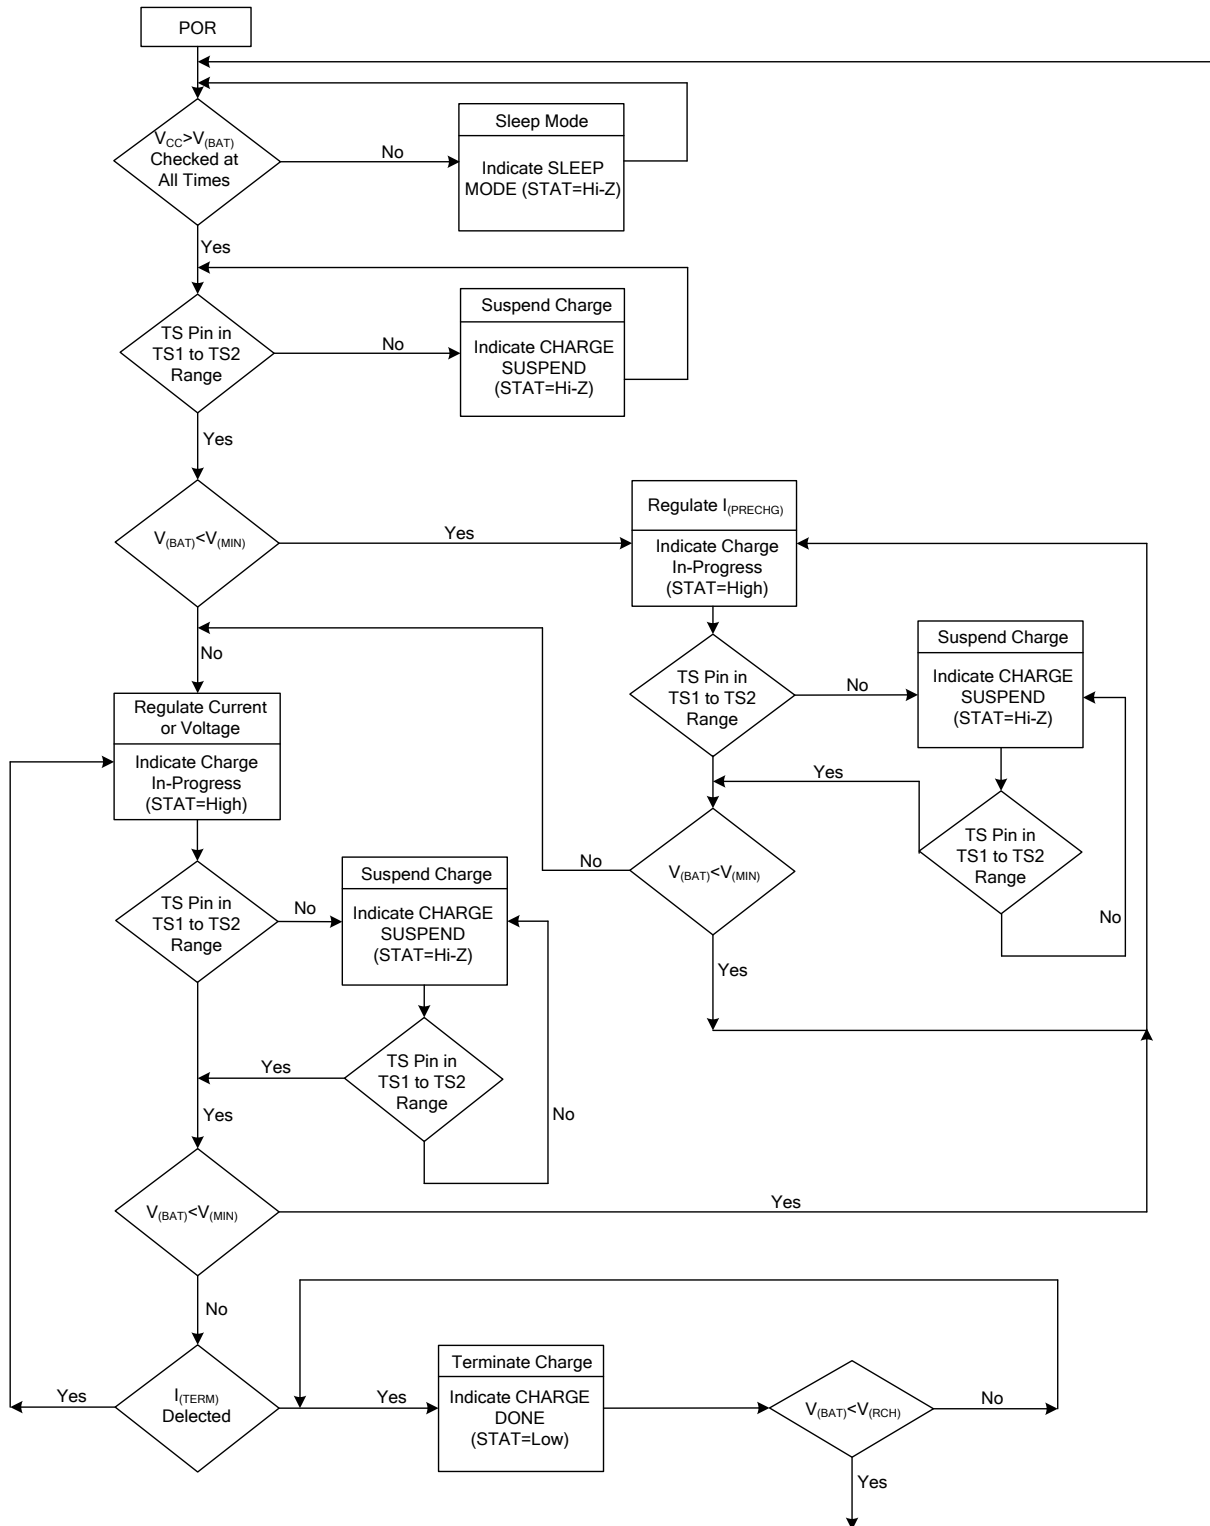 POR
V(CC)>V(BAT)
Checked at
All Times
No
Sleep Mode
Indicate SLEEP
MODE (STAT=Hi-Z)
Yes
TS Pin in
TS1 to TS2
Range
No
Suspend Charge
Indicate CHARGE
SUSPEND
(STAT=Hi-Z)
Yes
V(BAT)<V(MIN)
Yes
Regulate I(PRECHG)
Indicate Charge
In-Progress
(STAT=High)
No
TS Pin in
TS1 to TS2
Range
No
Suspend Charge
Indicate CHARGE
SUSPEND
(STAT=Hi-Z)
Yes
TS Pin in
TS1 to TS2
Range
No
V(BAT)<V(MIN)
No
Yes
Regulate Current
or Voltage
Indicate Charge
In-Progress
(STAT=High)
TS Pin in
TS1 to TS2
Range
No
Suspend Charge
Indicate CHARGE
SUSPEND
(STAT=Hi-Z)
Yes
TS Pin in
TS1 to TS2
Range
No
Yes
V(BAT)<V(MIN)
Yes
No
Yes
I(TERM)
Delected
Yes
Terminate Charge
Indicate CHARGE
DONE
(STAT=Low)
V(BAT)<V(RCH)
No
Yes